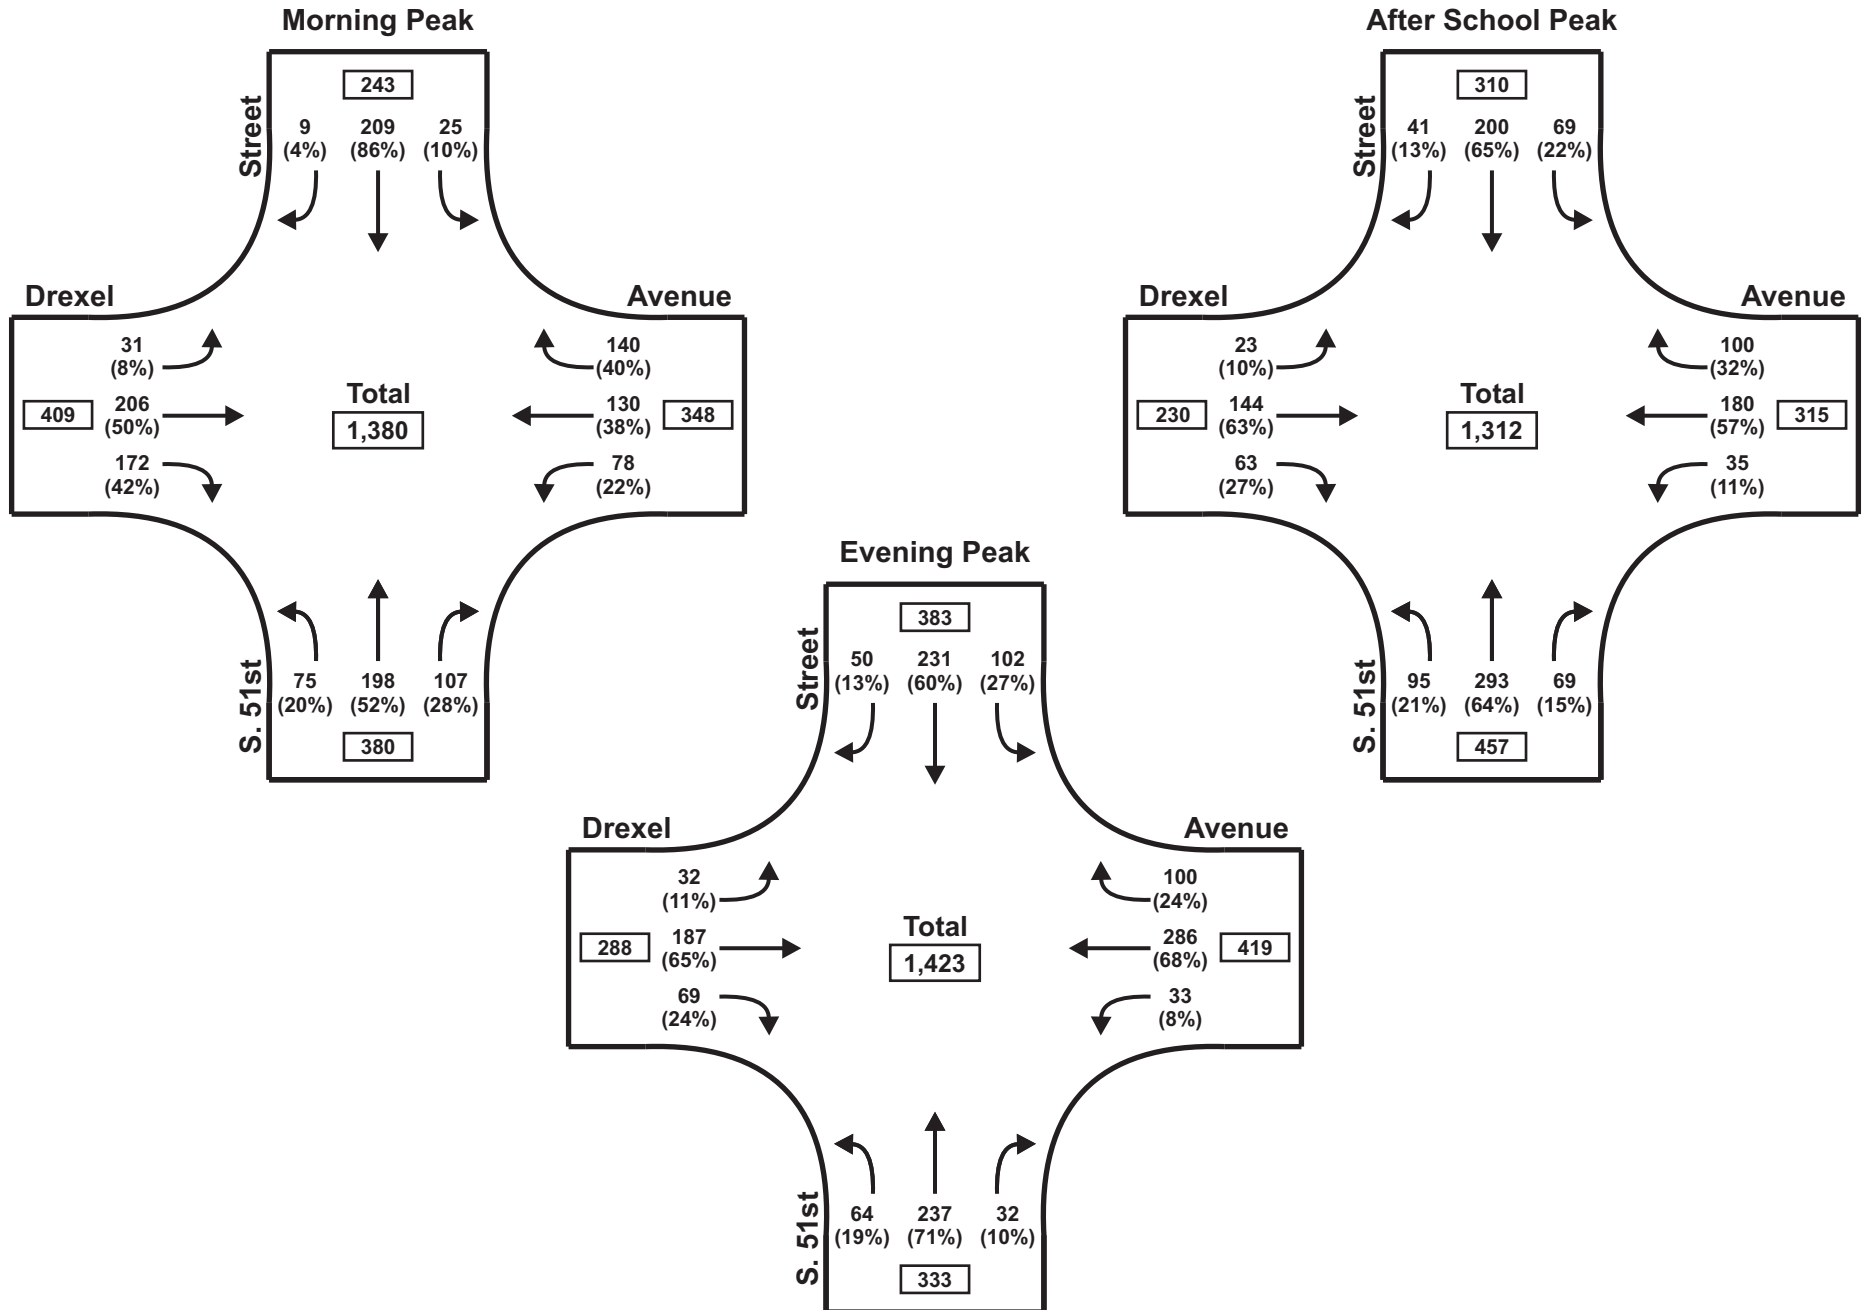 Morning Peak
243
Street
9 209 25
(4%) (86%) (10%)
Drexel
Avenue
31
(8%)
409
206
(50%)
172
(42%)
Total
1,380
140
(40%)
130
(38%)
348
78
(22%)
S. 51st
75 198 107
(20%) (52%) (28%)
380
After School Peak
310
Street
41 200 69
(13%) (65%) (22%)
Drexel
Avenue
23
(10%)
230
144
(63%)
63
(27%)
Total
1,312
100
(32%)
180
(57%)
315
35
(11%)
S. 51st
95 293 69
(21%) (64%) (15%)
457
Evening Peak
383
Street
50 231 102
(13%) (60%) (27%)
Drexel
Avenue
32
(11%)
288
187
(65%)
69
(24%)
Total
1,423
100
(24%)
286
(68%)
419
33
(8%)
S. 51st
64 237 32
(19%) (71%) (10%)
333